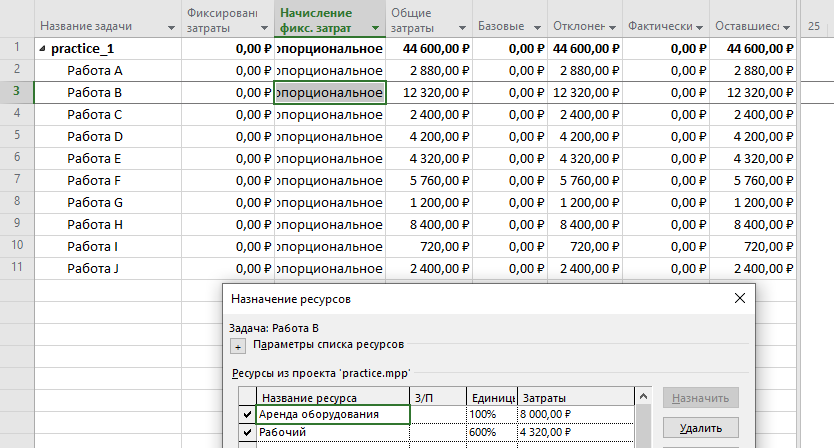 Название задачи Фиксирован затраты Начисление фикс. затрат Общие затраты Базовые Отклонен Фактически Оставшиес 25
1 practice_1 0,00 ₽ опорциональное 44 600,00 ₽ 0,00 ₽ 44 600,00 ₽ 0,00 ₽ 44 600,00 ₽
2 Работа A 0,00 ₽ опорциональное 2 880,00 ₽ 0,00 ₽ 2 880,00 ₽ 0,00 ₽ 2 880,00 ₽
3 Работа B 0,00 ₽ опорциональное 12 320,00 ₽ 0,00 ₽ 12 320,00 ₽ 0,00 ₽ 12 320,00 ₽
4 Работа C 0,00 ₽ опорциональное 2 400,00 ₽ 0,00 ₽ 2 400,00 ₽ 0,00 ₽ 2 400,00 ₽
5 Работа D 0,00 ₽ опорциональное 4 200,00 ₽ 0,00 ₽ 4 200,00 ₽ 0,00 ₽ 4 200,00 ₽
6 Работа E 0,00 ₽ опорциональное 4 320,00 ₽ 0,00 ₽ 4 320,00 ₽ 0,00 ₽ 4 320,00 ₽
7 Работа F 0,00 ₽ опорциональное 5 760,00 ₽ 0,00 ₽ 5 760,00 ₽ 0,00 ₽ 5 760,00 ₽
8 Работа G 0,00 ₽ опорциональное 1 200,00 ₽ 0,00 ₽ 1 200,00 ₽ 0,00 ₽ 1 200,00 ₽
9 Работа H 0,00 ₽ опорциональное 8 400,00 ₽ 0,00 ₽ 8 400,00 ₽ 0,00 ₽ 8 400,00 ₽
10 Работа I 0,00 ₽ опорциональное 720,00 ₽ 0,00 ₽ 720,00 ₽ 0,00 ₽ 720,00 ₽
11 Работа J 0,00 ₽ опорциональное 2 400,00 ₽ 0,00 ₽ 2 400,00 ₽ 0,00 ₽ 2 400,00 ₽
Назначение ресурсов
Задача: Работа B
+ Параметры списка ресурсов
Ресурсы из проекта 'practice.mpp'
Название ресурса З/П Единиць Затраты Назначить
Аренда оборудования 100% 8 000,00 ₽ Удалить
Рабочий 600% 4 320,00 ₽